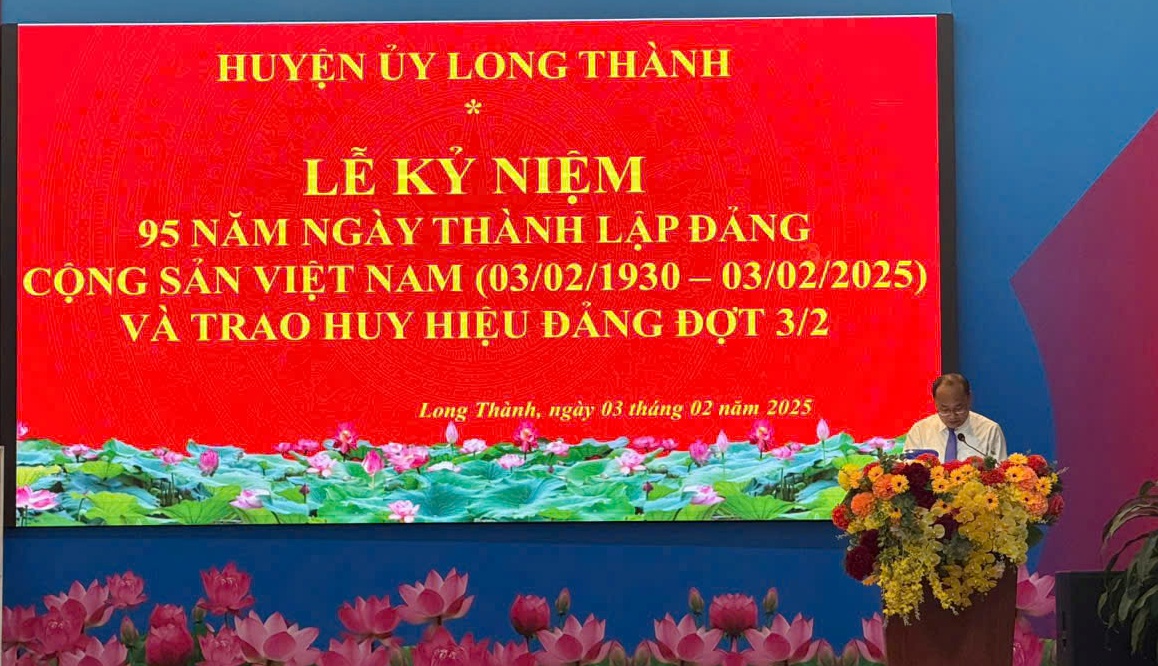 HUYỆN ỦY LONG THÀNH
*
LỄ KỶ NIỆM
95 NĂM NGÀY THÀNH LẬP ĐẢNG
CỘNG SẢN VIỆT NAM (03/02/1930 – 03/02/2025)
VÀ TRAO HUY HIỆU ĐẢNG ĐỢT 3/2
Long Thành, ngày 03 tháng 02 năm 2025